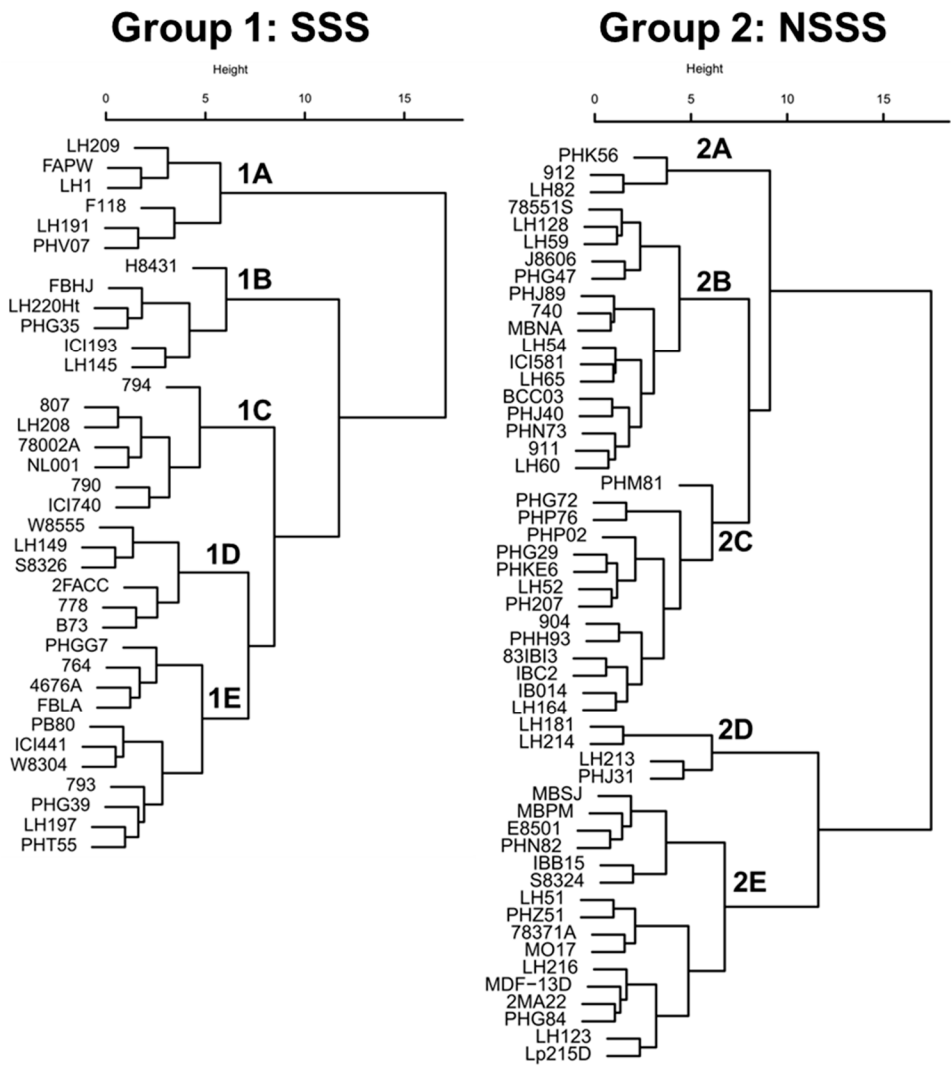 Group 1: SSS
Height
0 5 10 15
LH209
FAPW
LH1
1A
F118
LH191
PHV07
H8431
1B
FBHJ
LH220Ht
PHG35
ICI193
LH145
794
1C
807
LH208
78002A
NL001
790
ICI740
W8555
LH149
S8326
1D
2FACC
778
B73
PHGG7
764
4676A
1E
FBLA
PB80
ICI441
W8304
793
PHG39
LH197
PHT55
Group 2: NSSS
Height
0 5 10 15
PHK56
2A
912
LH82
78551S
LH128
LH59
J8606
PHG47
2B
PHJ89
740
MBNA
LH54
ICI581
LH65
BCC03
PHJ40
PHN73
911
LH60
PHM81
PHG72
PHP76
PHP02
2C
PHG29
PHKE6
LH52
PH207
904
PHH93
83IBI3
IBC2
IB014
LH164
LH181
2D
LH214
LH213
PHJ31
MBSJ
MBPM
E8501
PHN82
IBB15
S8324
2E
LH51
PHZ51
78371A
MO17
LH216
MDF−13D
2MA22
PHG84
LH123
Lp215D